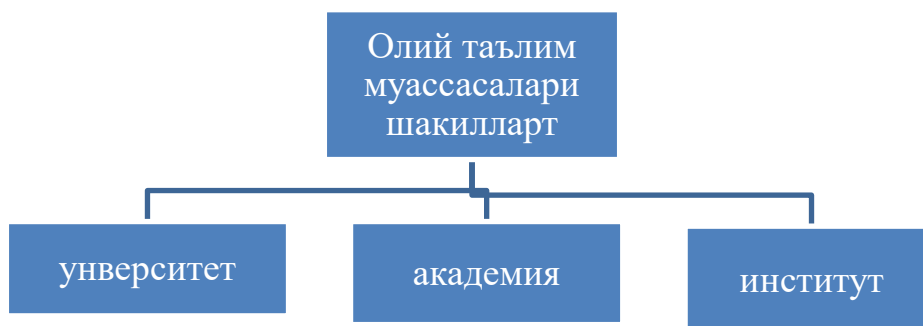 Олий таълим
муассасалари
шакилларт
унверситет
академия
институт